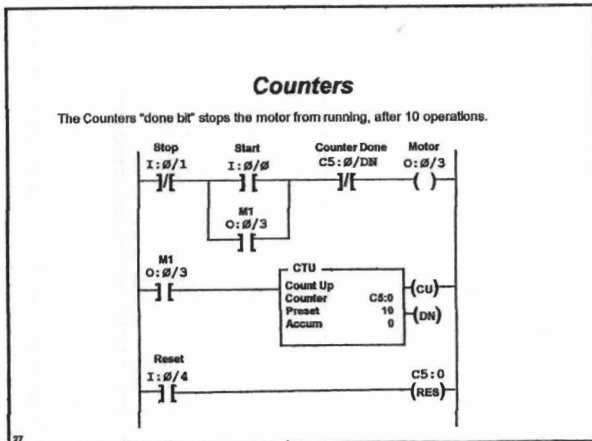 Counters
The Counters "done bit" stops the motor from running, after 10 operations.
Stop Start Counter Done Motor
I:Ø/1 I:Ø/Ø C5:Ø/DN O:Ø/3
M1
O:Ø/3
M1
O:Ø/3
CTU
Count Up
Counter C5:0
Preset 10
Accum 0
(CU)
(DN)
Reset
I:Ø/4 C5:0
(RES)
27